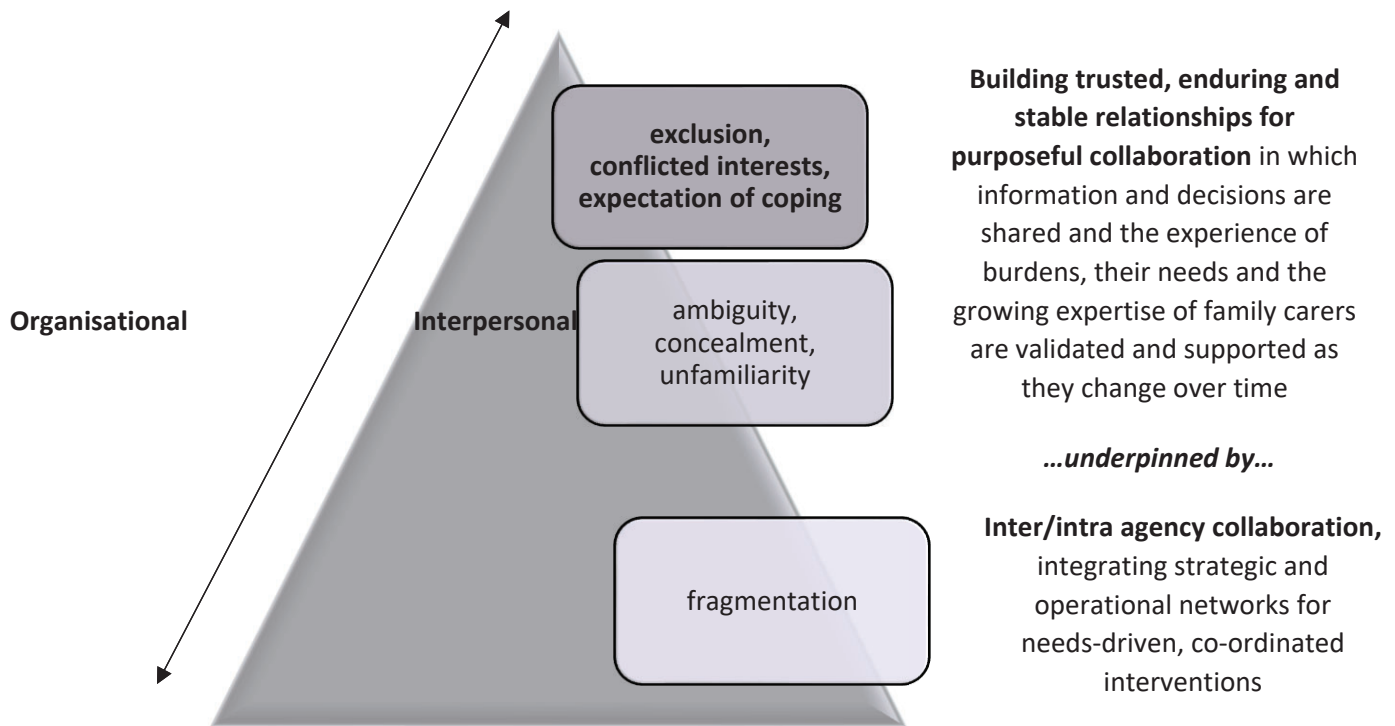 Organisational
Interpersonal
exclusion,
conflicted interests,
expectation of coping
ambiguity,
concealment,
unfamiliarity
fragmentation
Building trusted, enduring and
stable relationships for
purposeful collaboration in which
information and decisions are
shared and the experience of
burdens, their needs and the
growing expertise of family carers
are validated and supported as
they change over time
…underpinned by…
Inter/intra agency collaboration,
integrating strategic and
operational networks for
needs-driven, co-ordinated
interventions